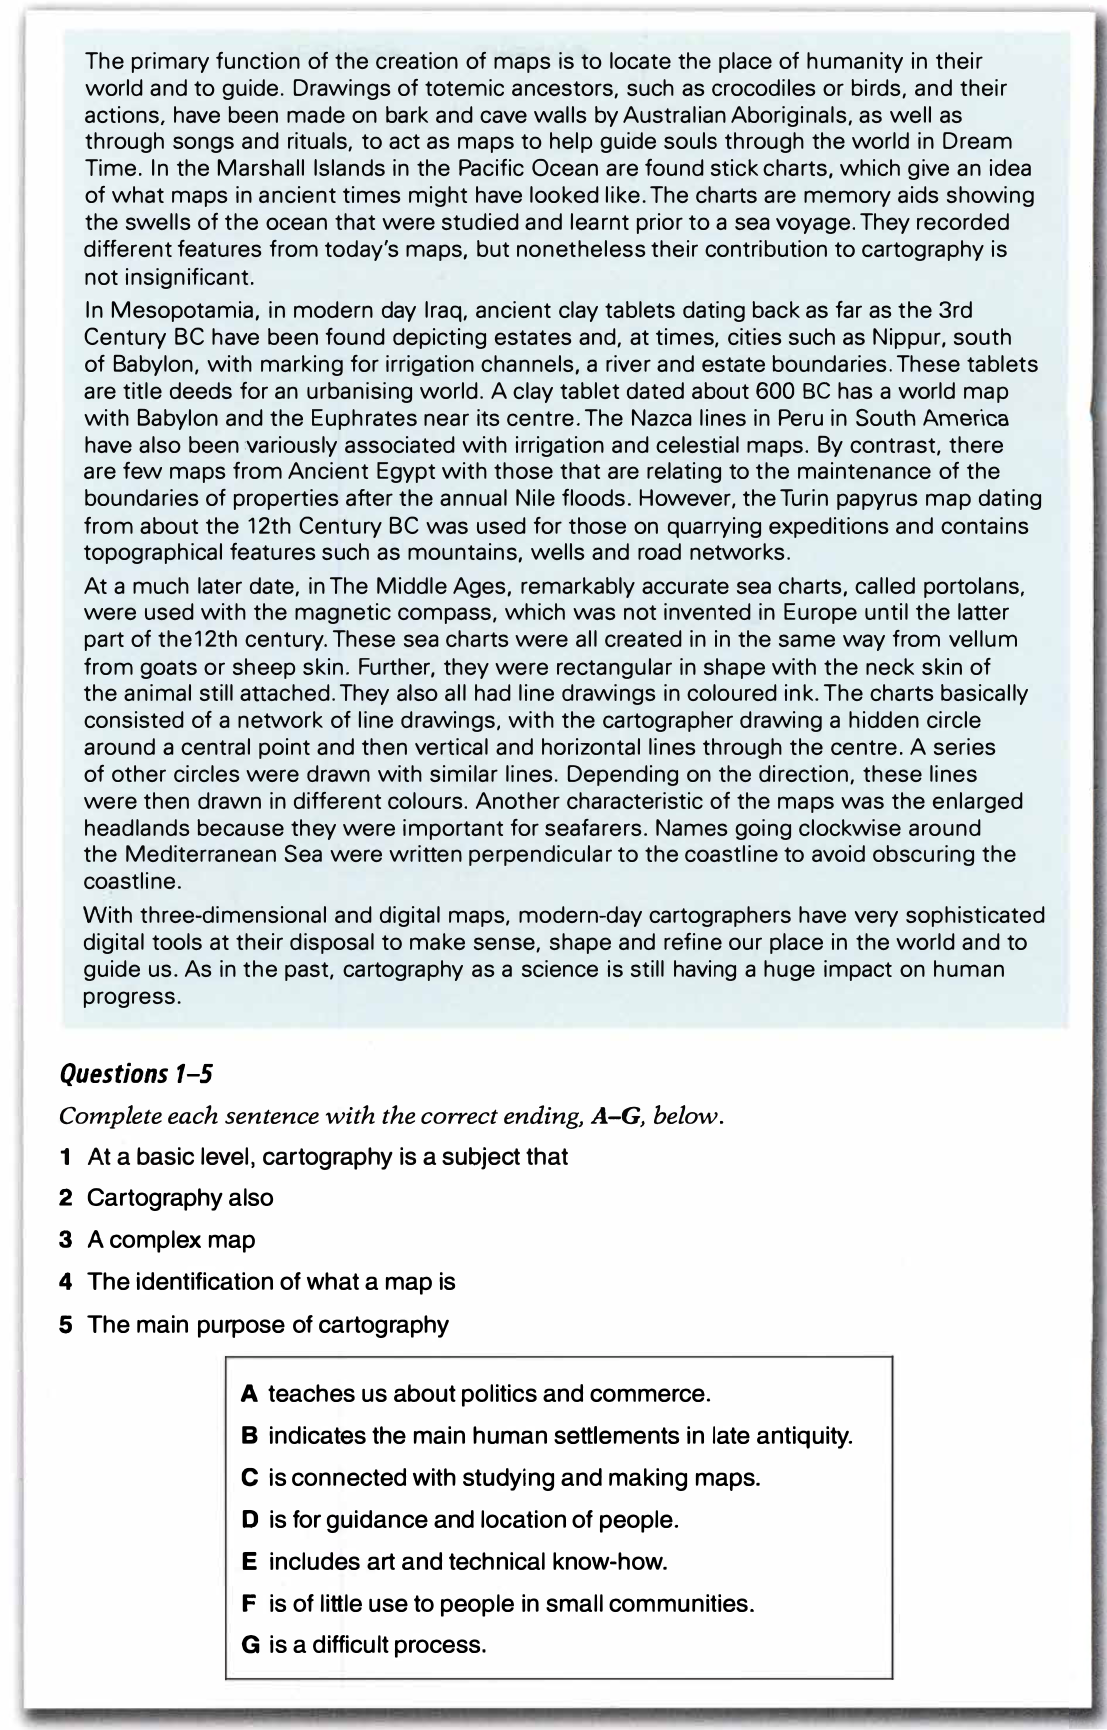 The primary function of the creation of maps is to locate the place of humanity in their
world and to guide. Drawings of totemic ancestors, such as crocodiles or birds, and their
actions, have been made on bark and cave walls by Australian Aboriginals, as well as
through songs and rituals, to act as maps to help guide souls through the world in Dream
Time. In the Marshall Islands in the Pacific Ocean are found stick charts, which give an idea
of what maps in ancient times might have looked like. The charts are memory aids showing
the swells of the ocean that were studied and learnt prior to a sea voyage. They recorded
different features from today's maps, but nonetheless their contribution to cartography is
not insignificant.
In Mesopotamia, in modern day Iraq, ancient clay tablets dating back as far as the 3rd
Century BC have been found depicting estates and, at times, cities such as Nippur, south
of Babylon, with marking for irrigation channels, a river and estate boundaries. These tablets
are title deeds for an urbanising world. A clay tablet dated about 600 BC has a world map
with Babylon and the Euphrates near its centre. The Nazca lines in Peru in South America
have also been variously associated with irrigation and celestial maps. By contrast, there
are few maps from Ancient Egypt with those that are relating to the maintenance of the
boundaries of properties after the annual Nile floods. However, the Turin papyrus map dating
from about the 12th Century BC was used for those on quarrying expeditions and contains
topographical features such as mountains, wells and road networks.
At a much later date, in The Middle Ages, remarkably accurate sea charts, called portolans,
were used with the magnetic compass, which was not invented in Europe until the latter
part of the12th century. These sea charts were all created in in the same way from vellum
from goats or sheep skin. Further, they were rectangular in shape with the neck skin of
the animal still attached. They also all had line drawings in coloured ink. The charts basically
consisted of a network of line drawings, with the cartographer drawing a hidden circle
around a central point and then vertical and horizontal lines through the centre. A series
of other circles were drawn with similar lines. Depending on the direction, these lines
were then drawn in different colours. Another characteristic of the maps was the enlarged
headlands because they were important for seafarers. Names going clockwise around
the Mediterranean Sea were written perpendicular to the coastline to avoid obscuring the
coastline.
With three-dimensional and digital maps, modern-day cartographers have very sophisticated
digital tools at their disposal to make sense, shape and refine our place in the world and to
guide us. As in the past, cartography as a science is still having a huge impact on human
progress.
Questions 1–5
Complete each sentence with the correct ending, A–G, below.
1 At a basic level, cartography is a subject that
2 Cartography also
3 A complex map
4 The identification of what a map is
5 The main purpose of cartography
A teaches us about politics and commerce.
B indicates the main human settlements in late antiquity.
C is connected with studying and making maps.
D is for guidance and location of people.
E includes art and technical know-how.
F is of little use to people in small communities.
G is a difficult process.